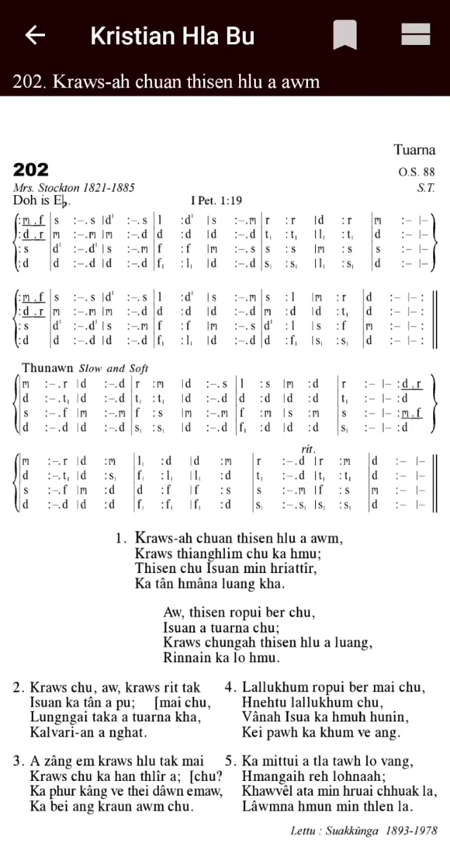 Kristian Hla Bu
202. Kraws-ah chuan thisen hlu a awm
Tuarna
202
O.S. 88
Mrs. Stockton 1821-1885
S.T.
Doh is E♭.
I Pet. 1:19
:m .f |s :-. s |d' :-. s |l :d' |s :-.m |r :r |d :r |m :- |-
:d .r |m :-.m |m :-.d |d :d |d :-.d |t, :t, |l, :t, |d :- |-
:s |d' :-.d' |s :-.m |f :f |m :-. s |s :s |m :s |s :- |-
:d |d :-.d |d :-.d |f, :l, |d :-.d |s, :s, |l, :s, |d :- |-
:m .f |s :-. s |d' :-. s |l :d' |s :-.m |s :l |m :r |d :- |- :
:d .r |m :-.m |m :-.d |d :d |d :-.d |m :d |d :t, |d :- |- :
:s |d' :-.d' |s :-.m |f :f |m :-. s |d' :l |s :f |m :- |- :
:d |d :-.d |d :-.d |f, :l, |d :-.d |d :f, |s, :s, |d :- |- :
Thunawn Slow and Soft
|m :-. r |d :-.d |r :m |d :-. s |l :s |m :d |r :- |- :d .r
|d :-. t, |d :-.d |t, :t, |d :-.d |d :d |d :d |t, :- |- :d
|s :-. f |m :-.m |f :s |m :-.m |f :m |s :m |s :- |- :m .f
|d :-. d |d :-.d |s, :s, |d :-.d |f, :d |d :d |s, :- |- :d
rit.
|m :-. r |d :m |l, :d |d :m |r :-.d |r :m |d :- |-
|d :-. t, |d :s, |f, :l, |l, :d |t, :-.d |t, :t, |d :- |-
|s :-. f |m :d |d :f |f :s |s :-.m |f :s |m :- |-
|d :-.d |d :d |f, :f, |f, :d |s, :-. s, |s, :s, |d :- |-
1. Kraws-ah chuan thisen hlu a awm,
Kraws thianghlim chu ka hmu;
Thisen chu Isuan min hriattîr,
Ka tân hmâna luang kha.
Aw, thisen ropui ber chu,
Isuan a tuarna chu;
Kraws chungah thisen hlu a luang,
Rinnain ka lo hmu.
2. Kraws chu, aw, kraws rit tak
Isuan ka tân a pu; [mai chu,
Lungngai taka a tuarna kha,
Kalvari-an a nghat.
3. A zâng em kraws hlu tak mai
Kraws chu ka han thlîr a; [chu?
Ka phur kâng ve thei dâwn emaw,
Ka bei ang kraun awm chu.
4. Lallukhum ropui ber mai chu,
Hnehtu lallukhum chu,
Vânah Isua ka hmuh hunin,
Kei pawh ka khum ve ang.
5. Ka mittui a tla tawh lo vang,
Hmangaih reh lohnaah;
Khawvêl ata min hruai chhuak la,
Lâwmna hmun min thlen la.
Lettu : Suakkûnga 1893-1978